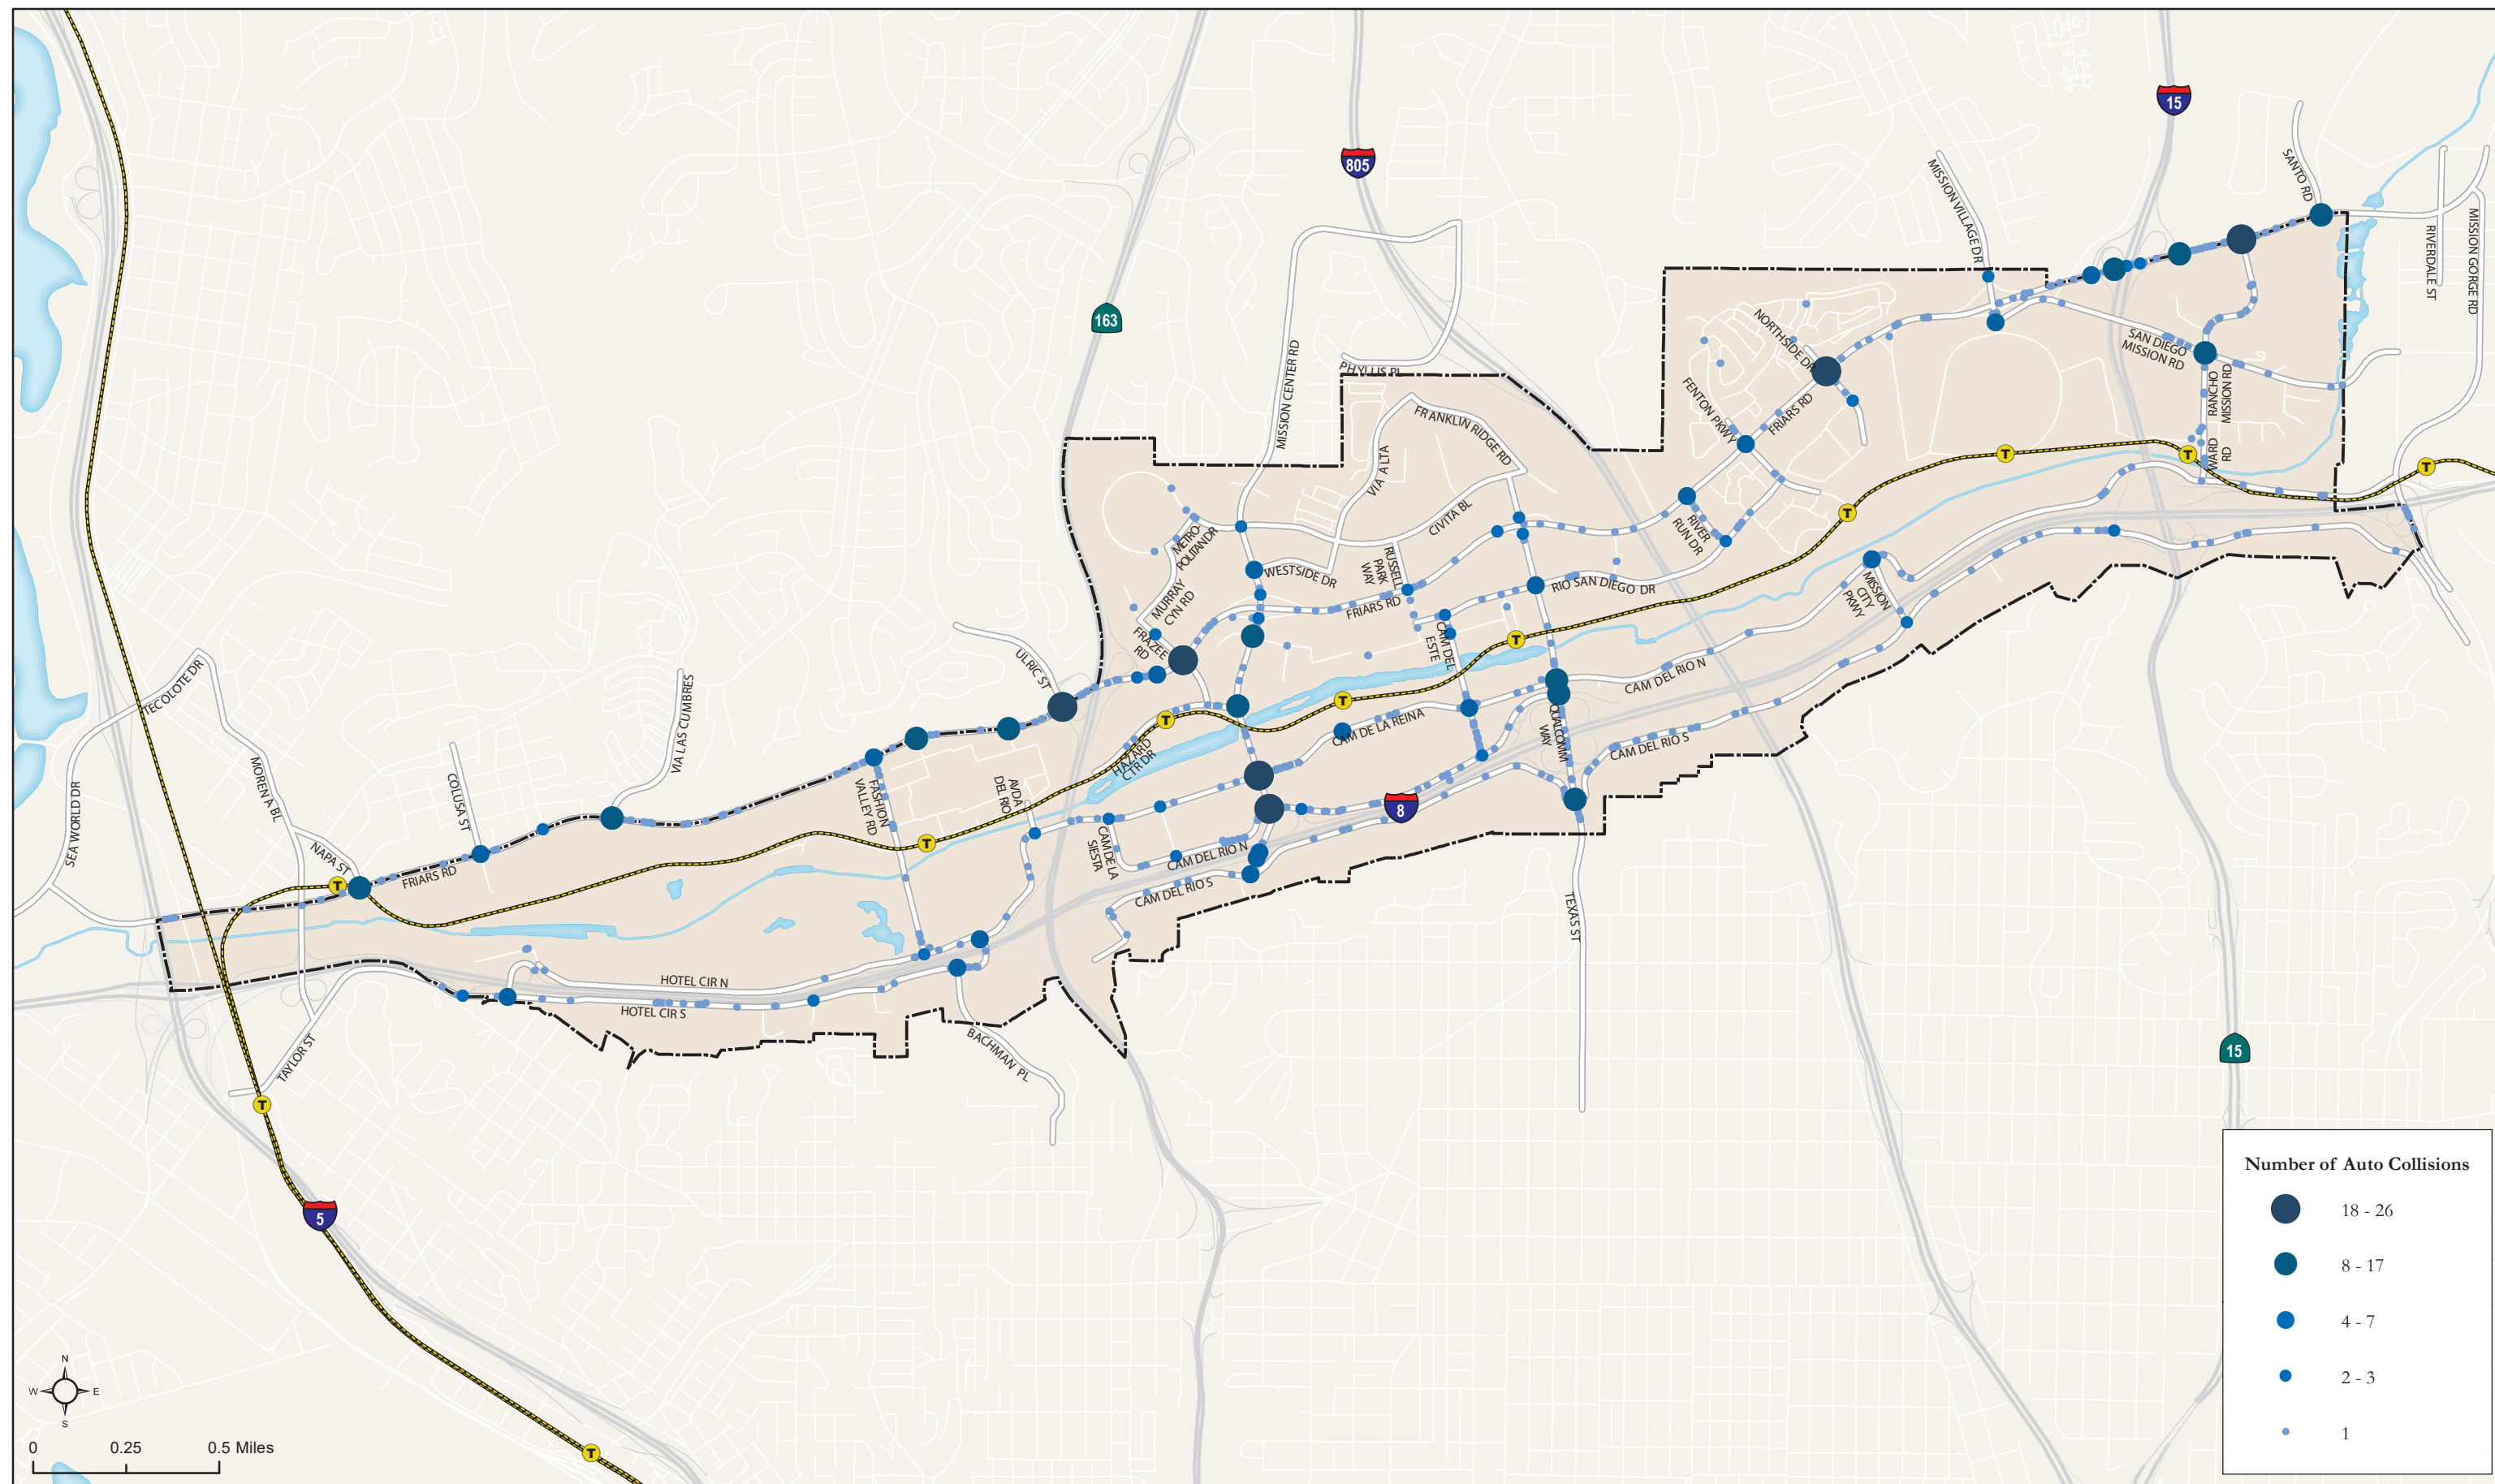 15
805
SANTO RD
MISSION VILLAGE DR
RIVERDALE ST
MISSION GORGE RD
163
NORTHSIDE DR
SAN DIEGO
MISSION RD
MISSION CENTER RD
PHYLLIS PL
FENTON PKWY
FRIARS RD
RANCHO
MISSION RD
FRANKLIN RIDGE RD
VIA ALTA
WARD
RD
T
T
T
CIVITA BL
T
METRO-
POLITAN DR
RIVER
RUN DR
RUSSELL
PARK
WAY
WESTSIDE DR
RIO SAN DIEGO DR
MISSION
CITY
PKWY
MURRAY
CYN RD
FRIARS RD
FRAZEE
RD
CAM DEL
ESTE
T
ULRIC ST
TECOLOTE DR
VIA LAS CUMBRES
CAM DEL RIO N
T
T
CAM DE LA REINA
QUALCOMM
WAY
CAM DEL RIO S
HAZARD
CTR DR
MORENA BL
COLUSA ST
SEA WORLD DR
FASHION
VALLEY RD
AVDA
DEL RIO
8
T
CAM DE LA
SIESTA
NAPA ST
CAM DEL RIO N
T
FRIARS RD
CAM DEL RIO S
TEXAS ST
HOTEL CIR N
HOTEL CIR S
BACHMAN PL
TAYLOR ST
15
T
5
Number of Auto Collisions
18 - 26
8 - 17
4 - 7
2 - 3
1
N
W
E
S
0
0.25
0.5 Miles
T